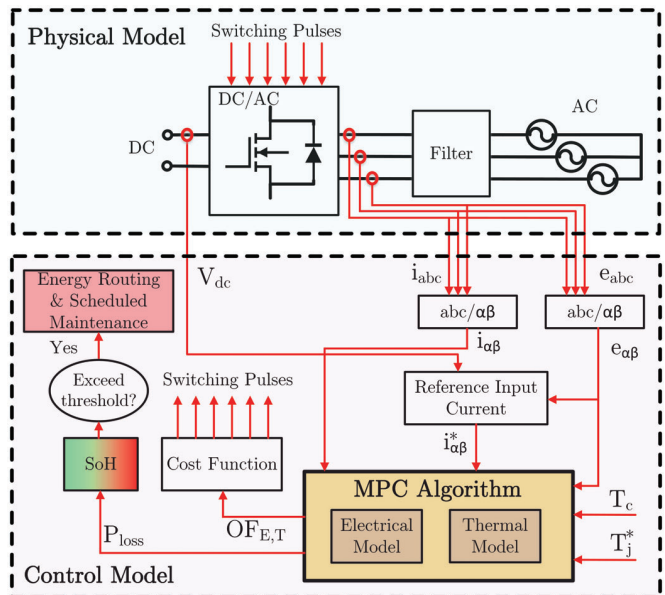 Physical Model
Switching Pulses
DC/AC
AC
DC
Filter
V_dc
i_abc
e_abc
Energy Routing
& Scheduled
Maintenance
abc/αβ
abc/αβ
i_αβ
e_αβ
Yes
Exceed
threshold?
Switching Pulses
Reference Input
Current
SoH
Cost Function
i*_αβ
MPC Algorithm
Electrical
Model
Thermal
Model
T_c
T*_j
OF_E,T
P_loss
Control Model